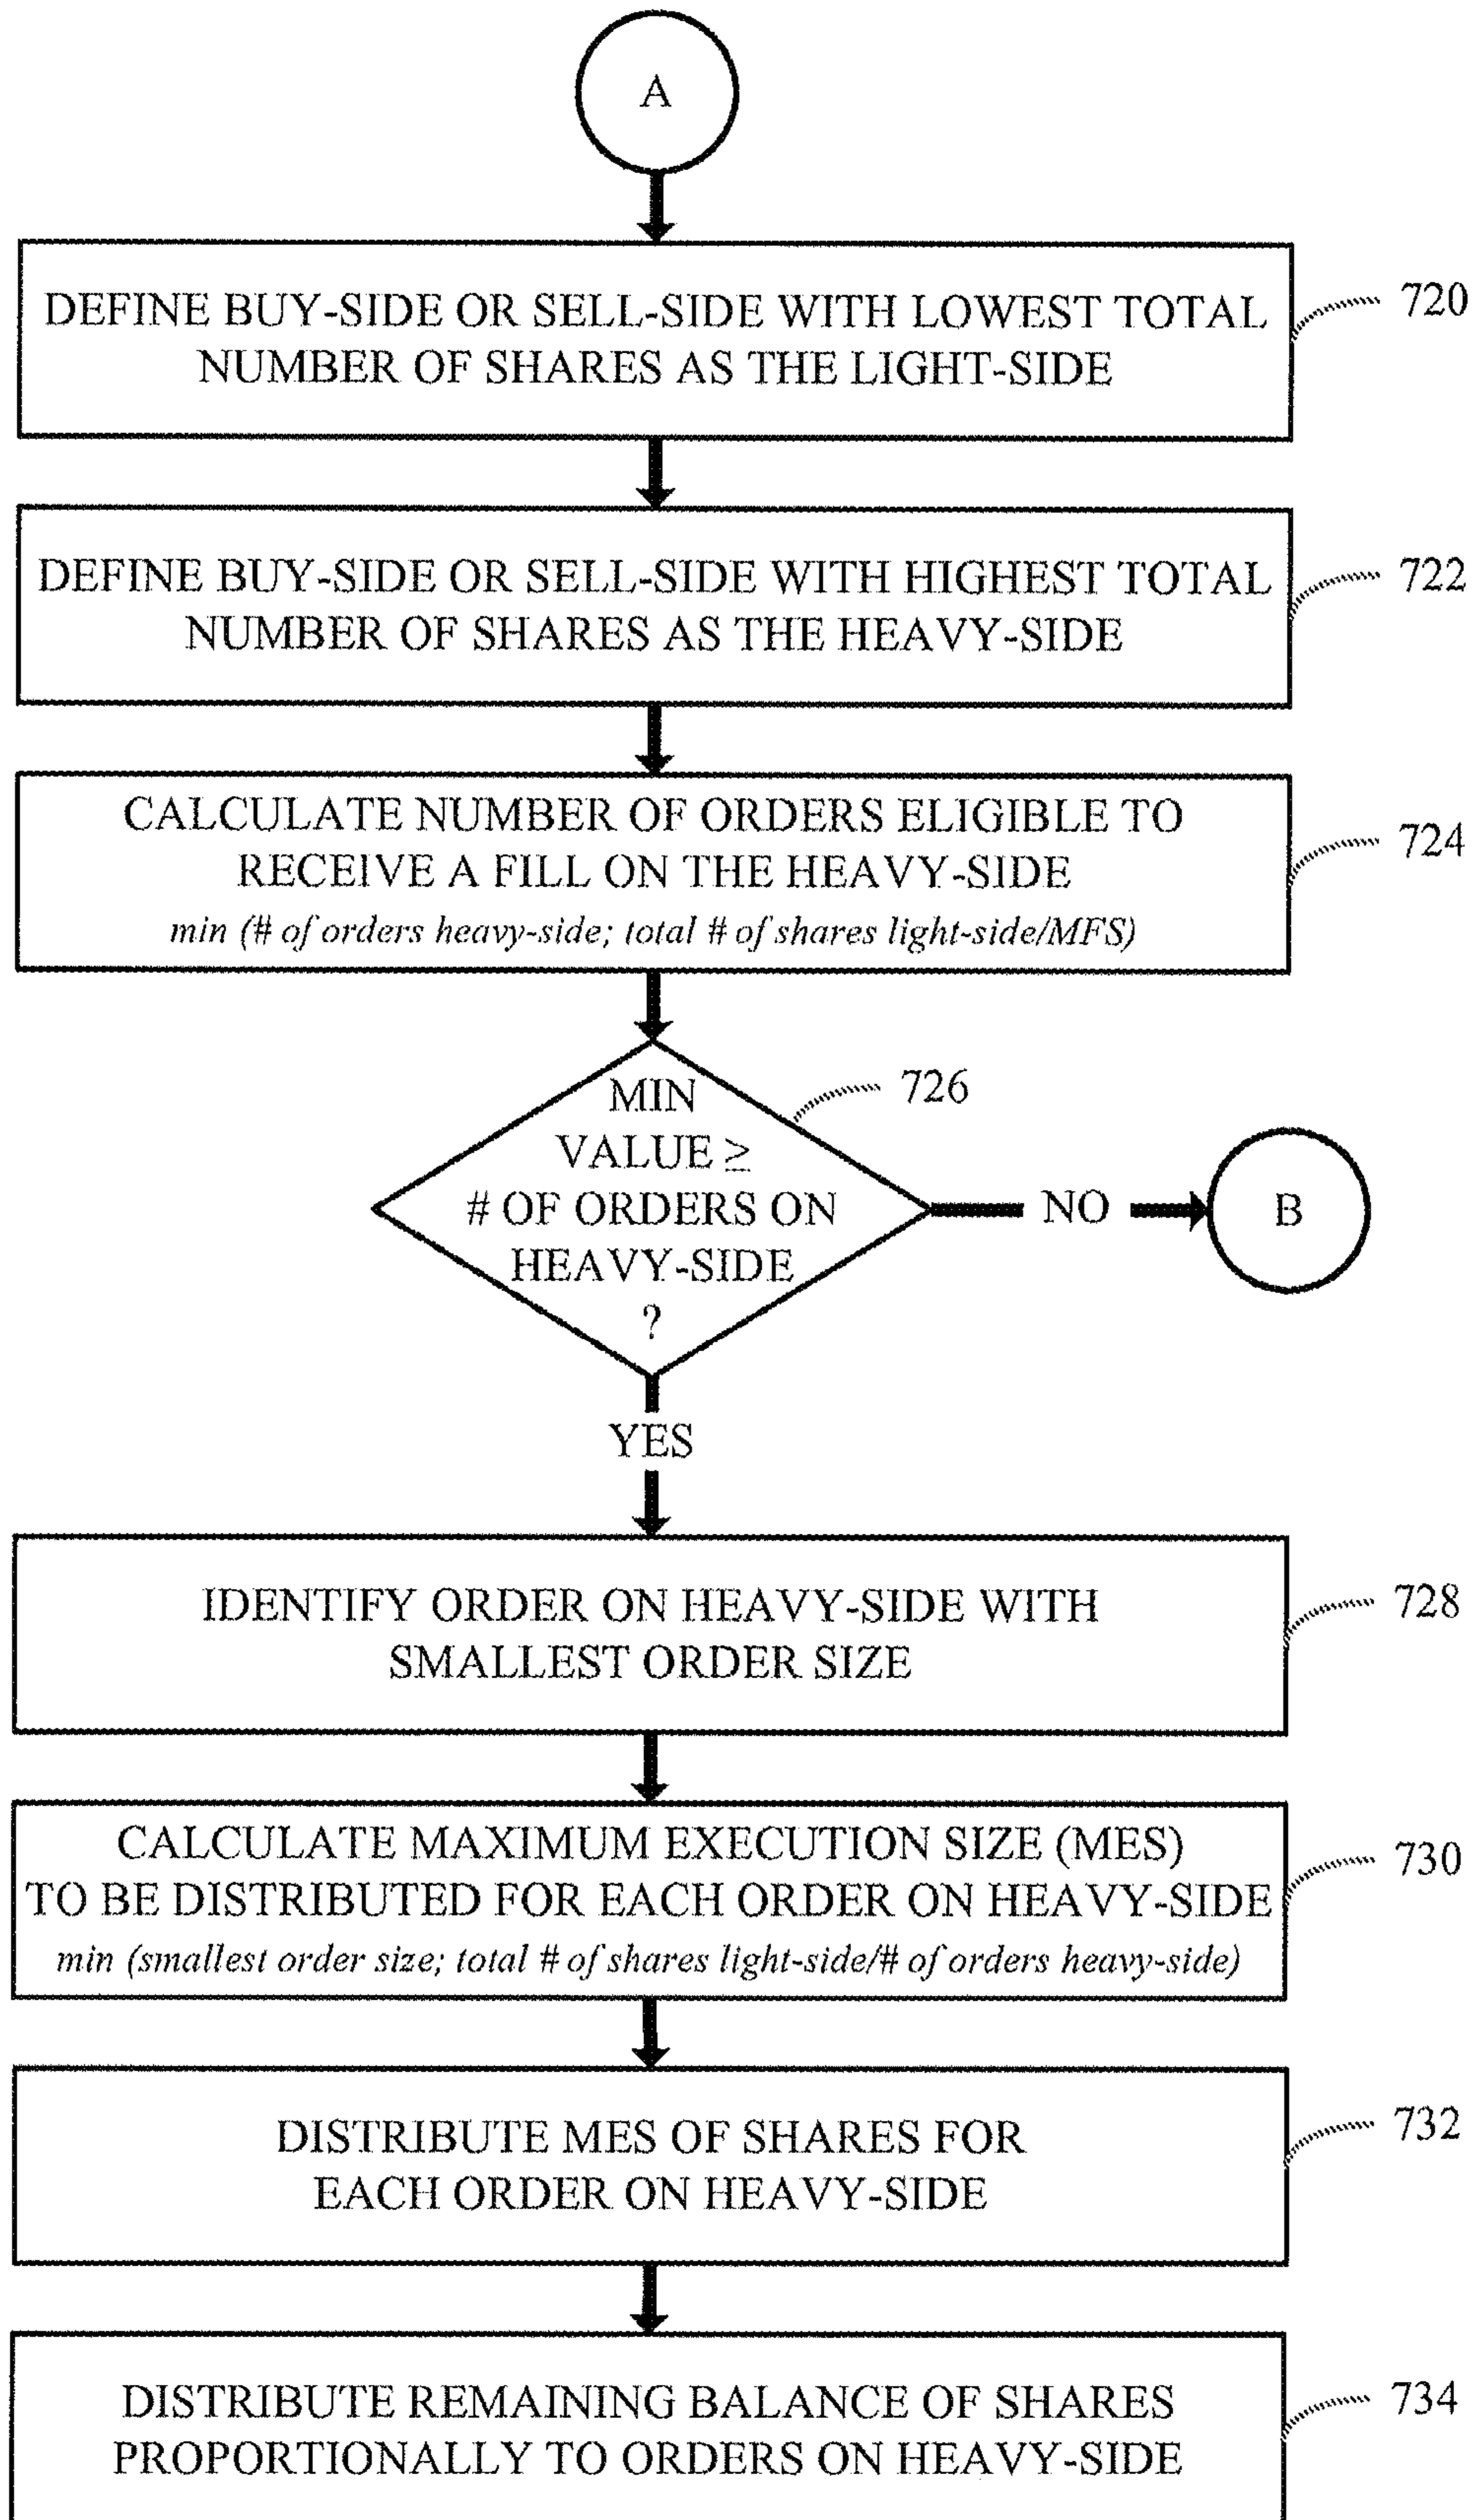 A
DEFINE BUY-SIDE OR SELL-SIDE WITH LOWEST TOTAL
NUMBER OF SHARES AS THE LIGHT-SIDE
720
DEFINE BUY-SIDE OR SELL-SIDE WITH HIGHEST TOTAL
NUMBER OF SHARES AS THE HEAVY-SIDE
722
CALCULATE NUMBER OF ORDERS ELIGIBLE TO
RECEIVE A FILL ON THE HEAVY-SIDE
min (# of orders heavy-side; total # of shares light-side/MFS)
724
MIN
VALUE ≥
# OF ORDERS ON
HEAVY-SIDE
?
726
NO
B
YES
IDENTIFY ORDER ON HEAVY-SIDE WITH
SMALLEST ORDER SIZE
728
CALCULATE MAXIMUM EXECUTION SIZE (MES)
TO BE DISTRIBUTED FOR EACH ORDER ON HEAVY-SIDE
min (smallest order size; total # of shares light-side/# of orders heavy-side)
730
DISTRIBUTE MES OF SHARES FOR
EACH ORDER ON HEAVY-SIDE
732
DISTRIBUTE REMAINING BALANCE OF SHARES
PROPORTIONALLY TO ORDERS ON HEAVY-SIDE
734